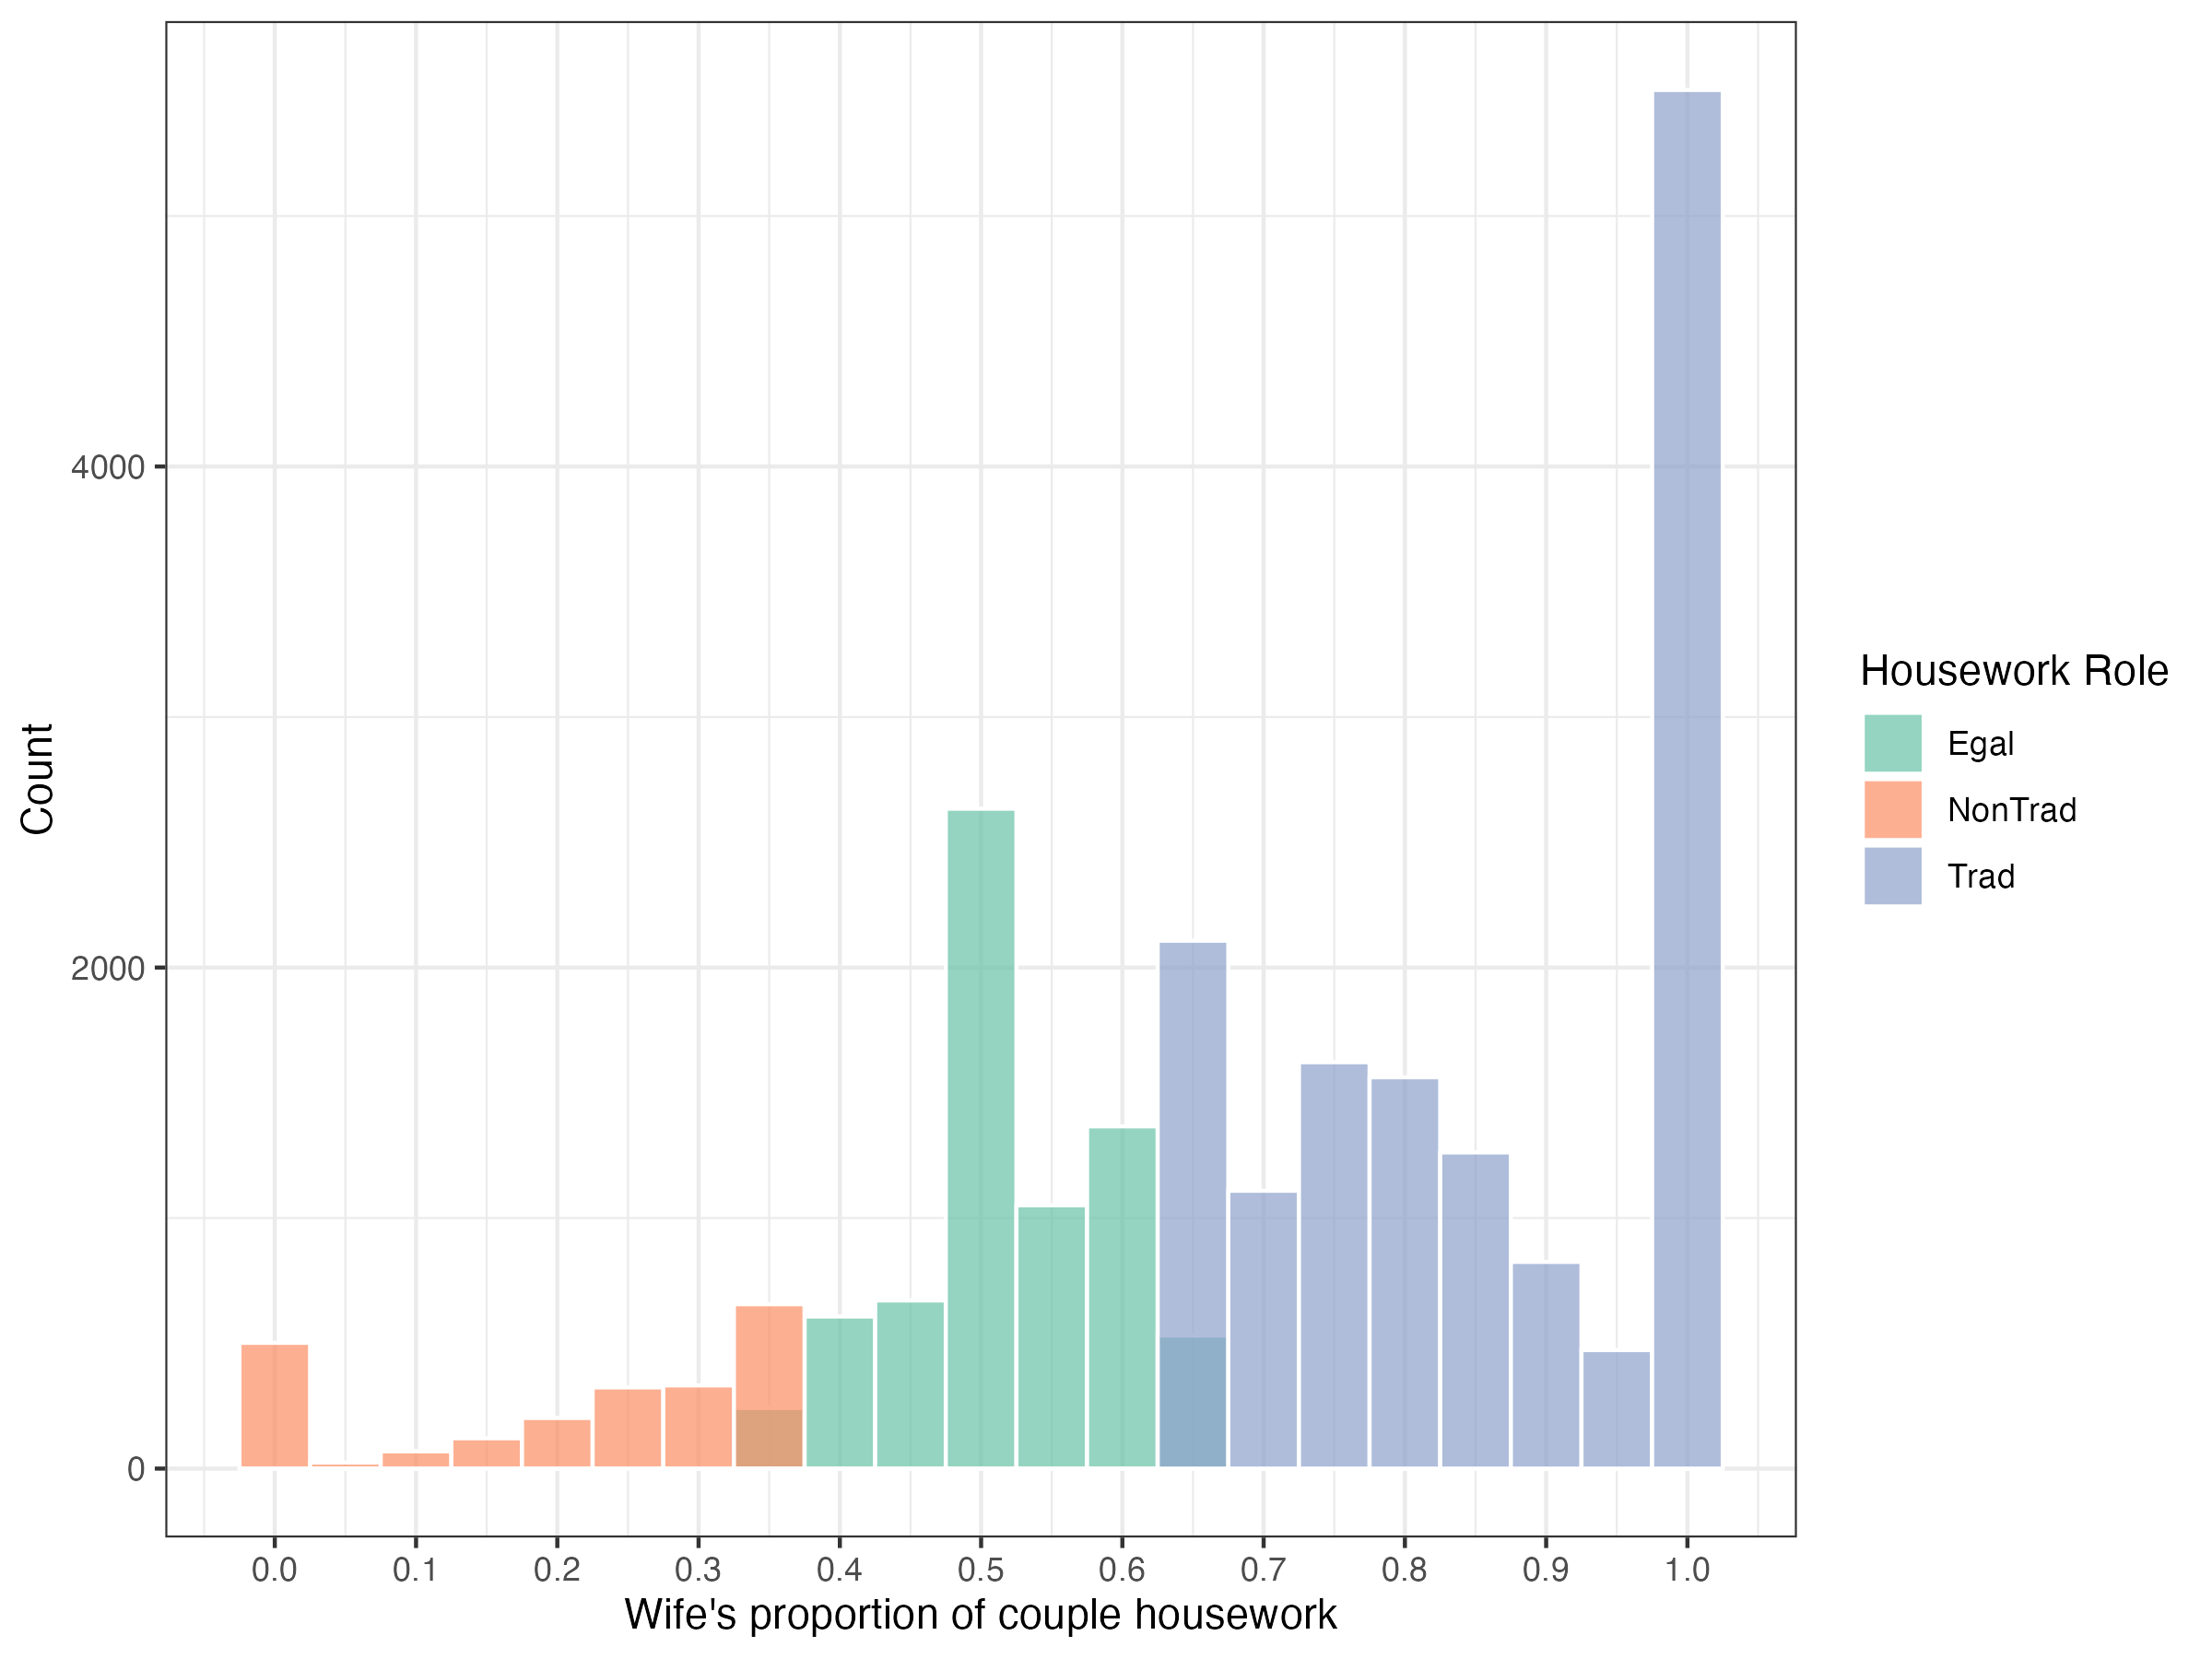 Count
4000
2000
0
0.0 0.1 0.2 0.3 0.4 0.5 0.6 0.7 0.8 0.9 1.0
Wife's proportion of couple housework
Housework Role
Egal
NonTrad
Trad